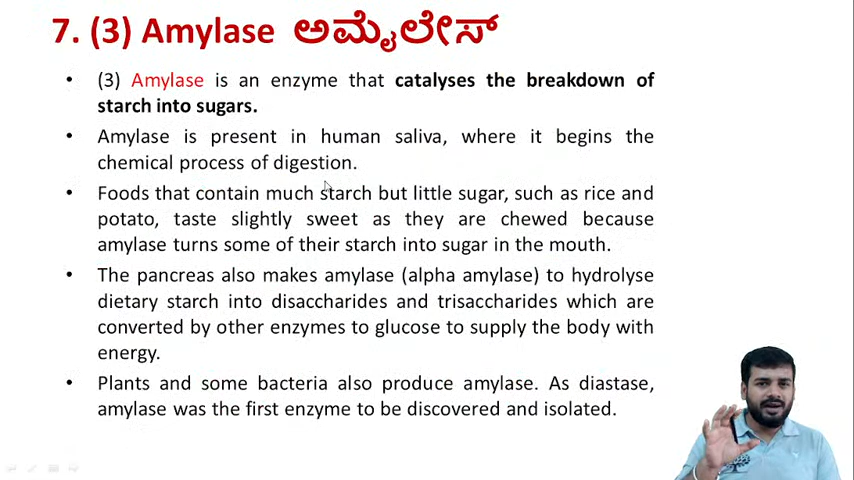 7. (3) Amylase ಅಮೈಲೇಸ್
• (3) Amylase is an enzyme that catalyses the breakdown of
starch into sugars.
• Amylase is present in human saliva, where it begins the
chemical process of digestion.
• Foods that contain much starch but little sugar, such as rice and
potato, taste slightly sweet as they are chewed because
amylase turns some of their starch into sugar in the mouth.
• The pancreas also makes amylase (alpha amylase) to hydrolyse
dietary starch into disaccharides and trisaccharides which are
converted by other enzymes to glucose to supply the body with
energy.
• Plants and some bacteria also produce amylase. As diastase,
amylase was the first enzyme to be discovered and isolated.